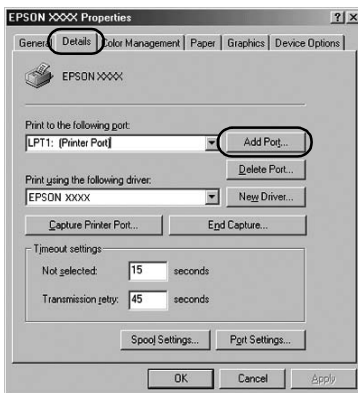 EPSON XXXX Properties
General Details Color Management Paper Graphics Device Options
EPSON XXXX
Print to the following port:
LPT1: (Printer Port) Add Port...
Delete Port...
Print using the following driver:
EPSON XXXX New Driver...
Capture Printer Port... End Capture...
Timeout settings
Not selected: 15 seconds
Transmission retry: 45 seconds
Spool Settings... Port Settings...
OK Cancel Apply